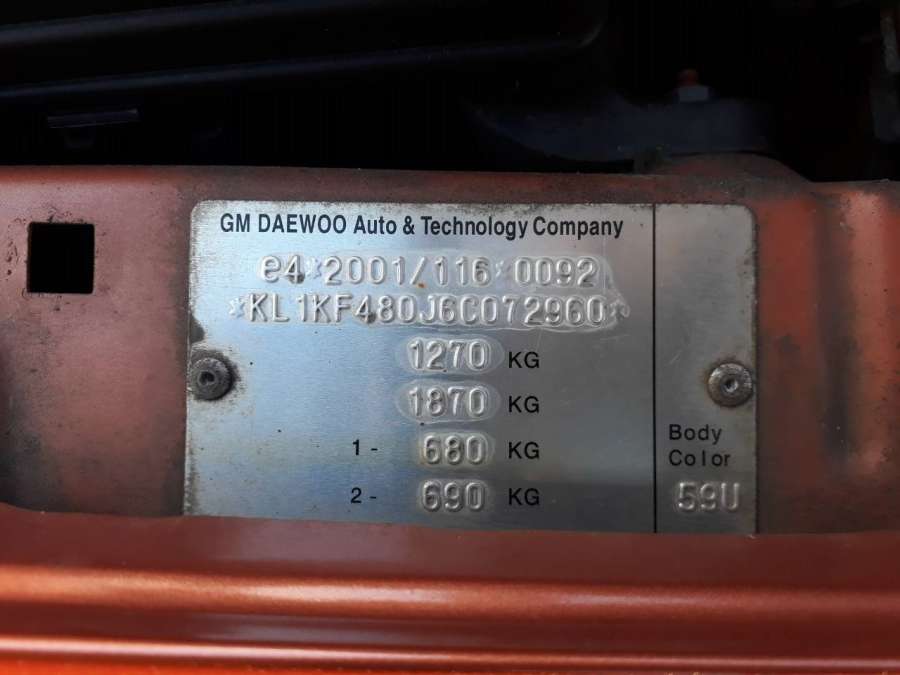 GM DAEWOO Auto & Technology Company
e4*2001/116*0092
*KL1KF480J6C072960*
1270 KG
1870 KG
1- 680 KG
2- 690 KG
Body
Color
59U